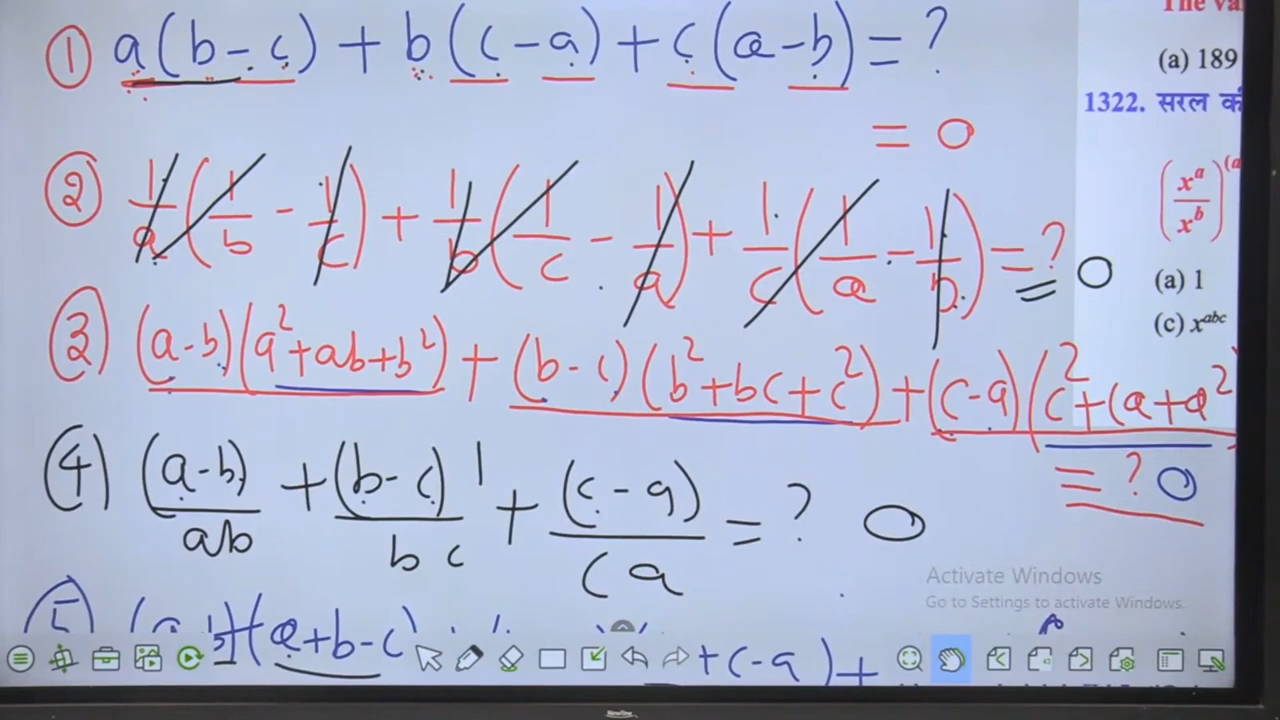 ① a(b-c) + b(c-a) + c(a-b) = ?
= 0
② 1/a (1/b - 1/c) + 1/b (1/c - 1/a) + 1/c (1/a - 1/b) = ? 0
③ (a-b)(a²+ab+b²) + (b-c)(b²+bc+c²) + (c-a)(c²+ca+a²
= ? 0
④ (a-b)/ab + (b-c)/bc + (c-a)/ca = ? 0
(a+b-c)
+c-a)+
(a) 189
1322. सरल
(xᵃ/xᵇ)
(a) 1
(c) xᵃᵇᶜ
Activate Windows
Go to Settings to activate Windows.